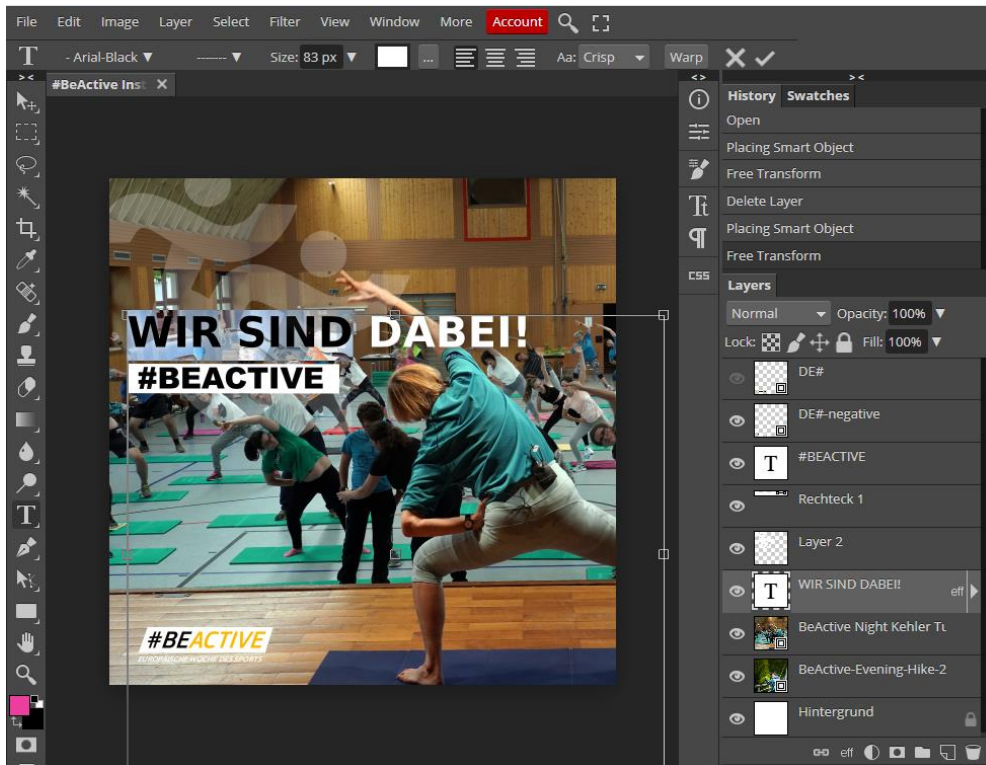 File Edit Image Layer Select Filter View Window More Account
T - Arial-Black ▼ ▼ Size: 83 px ▼ ... Aa: Crisp Warp
#BeActive Inst X
History Swatches
Open
Placing Smart Object
Free Transform
Delete Layer
Placing Smart Object
Free Transform
Tt
¶
CSS
Layers
Normal Opacity: 100% ▼
Lock: Fill: 100% ▼
DE#
DE#-negative
T #BEACTIVE
Rechteck 1
Layer 2
T WIR SIND DABEI! eff
BeActive Night Kehler Tu
BeActive-Evening-Hike-2
Hintergrund
eff
WIR SIND DABEI!
#BEACTIVE
#BEACTIVE
EUROPÄISCHE WOCHE DES SPORTS
T